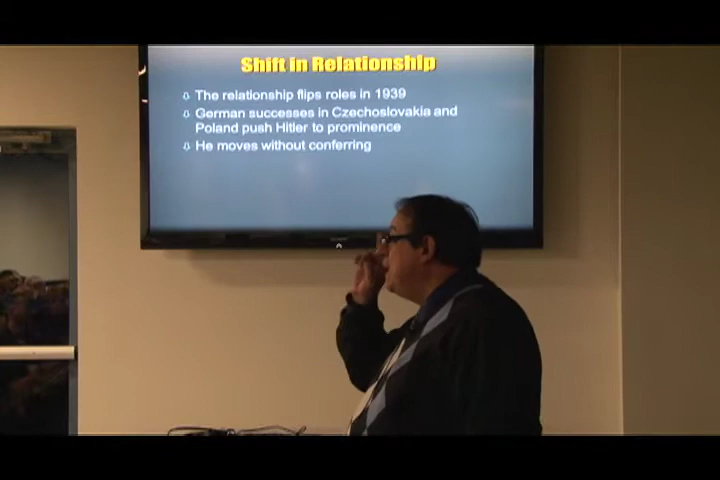 Shift in Relationship
The relationship flips roles in 1939
German successes in Czechoslovakia and
Poland push Hitler to prominence
He moves without conferring